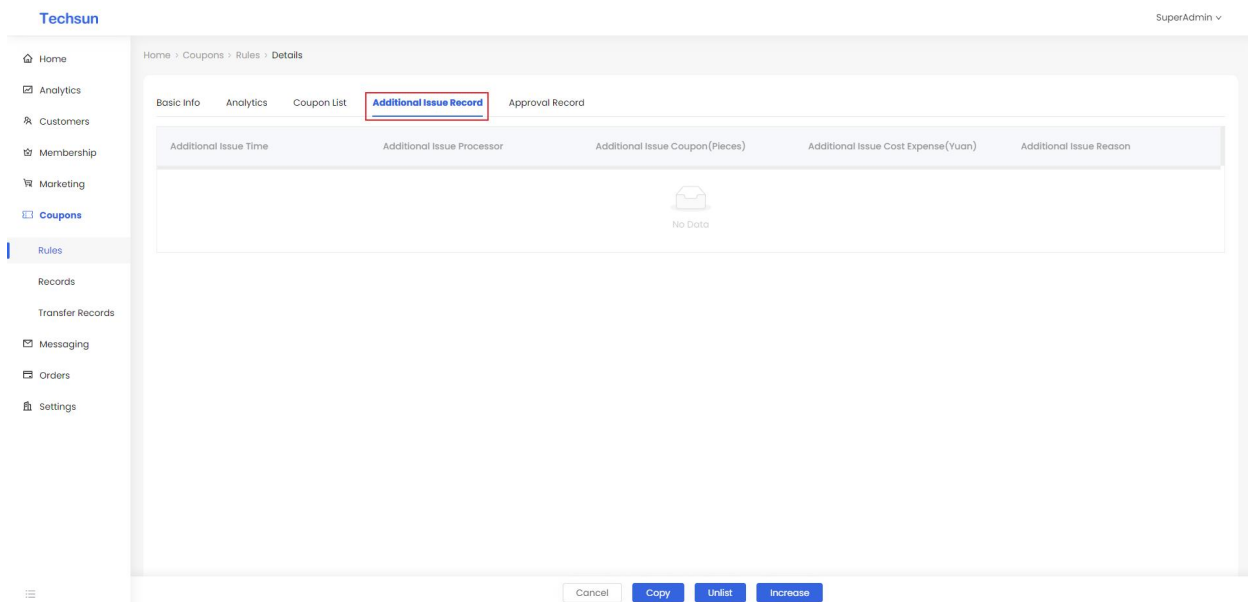 Techsun
SuperAdmin
Home
Analytics
Customers
Membership
Marketing
Coupons
Rules
Records
Transfer Records
Messaging
Orders
Settings
Home > Coupons > Rules > Details
Basic Info Analytics Coupon List Additional Issue Record Approval Record
Additional Issue Time Additional Issue Processor Additional Issue Coupon(Pieces) Additional Issue Cost Expense(Yuan) Additional Issue Reason
No Data
Cancel Copy Unlist Increase